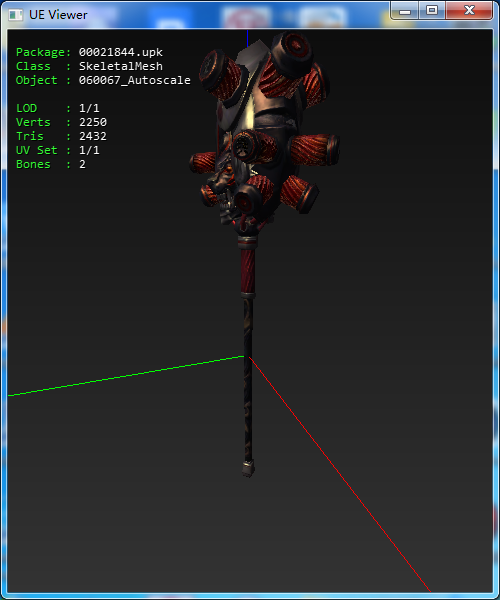 UE Viewer
Package: 00021844.upk
Class : SkeletalMesh
Object : 060067_Autoscale
LOD : 1/1
Verts : 2250
Tris : 2432
UV Set : 1/1
Bones : 2